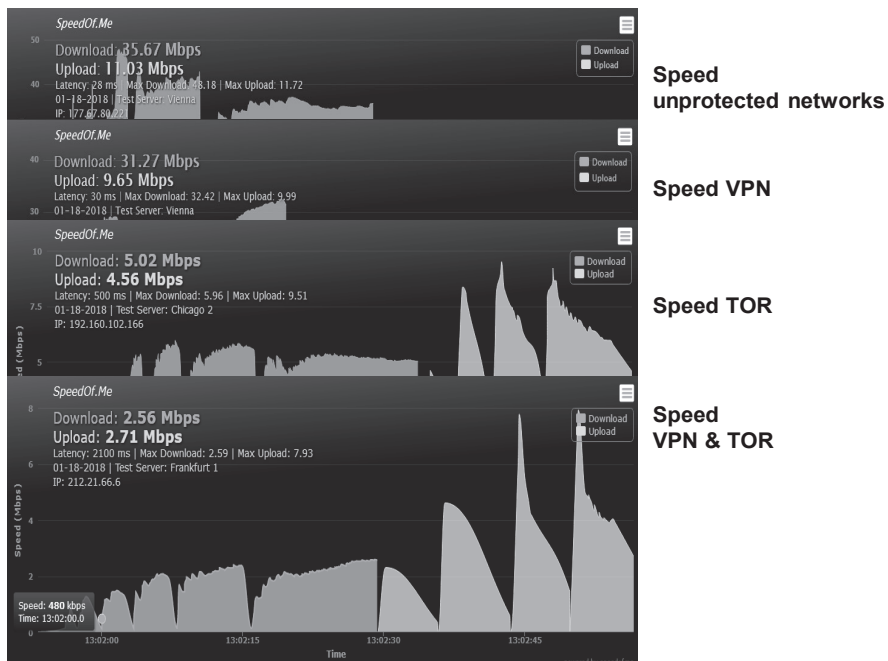 SpeedOf.Me
50
Download: 35.67 Mbps
Upload: 11.03 Mbps
40
Latency: 28 ms | Max Download: 48.18 | Max Upload: 11.72
01-18-2018 | Test Server: Vienna
IP: 177.67.80.223
Download
Upload
Speed
unprotected networks
SpeedOf.Me
40
Download: 31.27 Mbps
Upload: 9.65 Mbps
Latency: 30 ms | Max Download: 32.42 | Max Upload: 9.99
30
01-18-2018 | Test Server: Vienna
Download
Upload
Speed VPN
SpeedOf.Me
10
Download: 5.02 Mbps
Upload: 4.56 Mbps
Latency: 500 ms | Max Download: 5.96 | Max Upload: 9.51
7.5
01-18-2018 | Test Server: Chicago 2
IP: 192.160.102.166
5
ed (Mbps)
Download
Upload
Speed TOR
SpeedOf.Me
8
Download: 2.56 Mbps
Upload: 2.71 Mbps
Latency: 2100 ms | Max Download: 2.59 | Max Upload: 7.93
6
01-18-2018 | Test Server: Frankfurt 1
IP: 212.21.66.6
Download
Upload
Speed
VPN & TOR
Speed (Mbps)
4
2
Speed: 480 kbps
Time: 13:02:00.0
0
13:02:00
13:02:15
13:02:30
13:02:45
Time